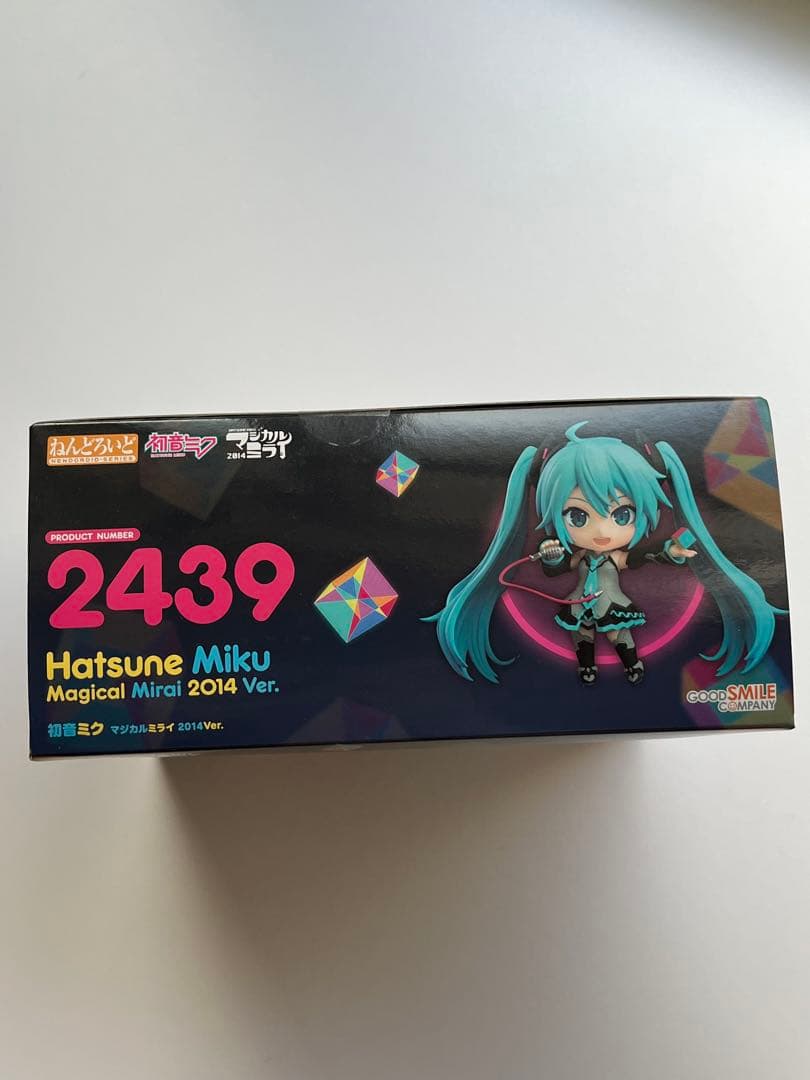 ねんどろいど
NENDOROID SERIES
初音ミク
HATSUNE MIKU
マジカル
2014 ミライ
PRODUCT NUMBER
2439
Hatsune Miku
Magical Mirai 2014 Ver.
初音ミク マジカルミライ 2014Ver.
GOOD SMILE
COMPANY